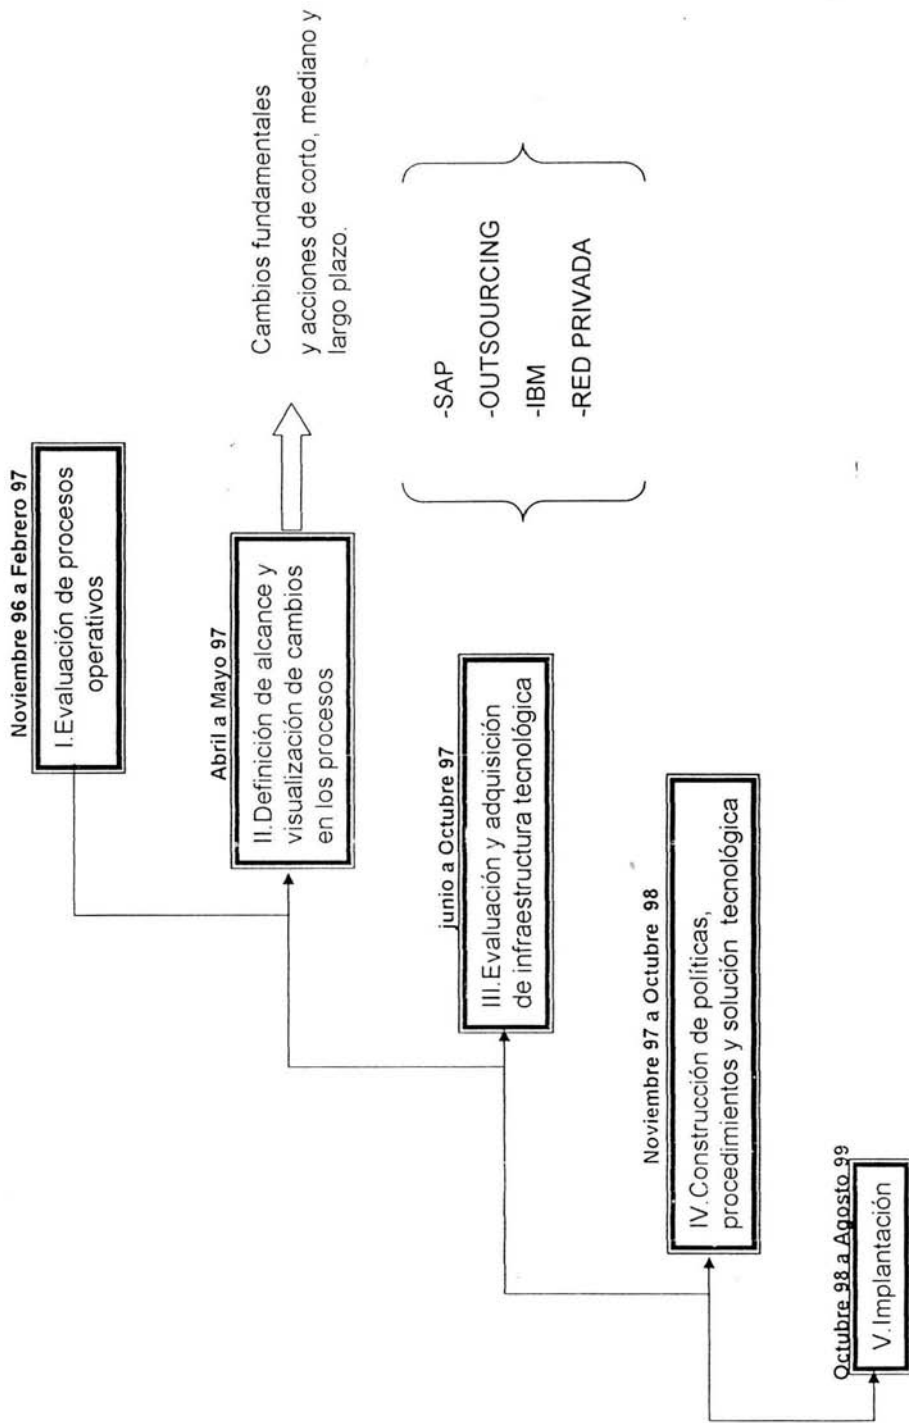 Noviembre 96 a Febrero 97
I.Evaluación de procesos
operativos
Abril a Mayo 97
II.Definición de alcance y
visualización de cambios
en los procesos
Cambios fundamentales
y acciones de corto, mediano y
largo plazo.
junio a Octubre 97
III.Evaluación y adquisición
de infraestructura tecnológica
-SAP
-OUTSOURCING
-IBM
-RED PRIVADA
Noviembre 97 a Octubre 98
IV.Construcción de políticas,
procedimientos y solución tecnológica
Octubre 98 a Agosto 99
V.Implantación